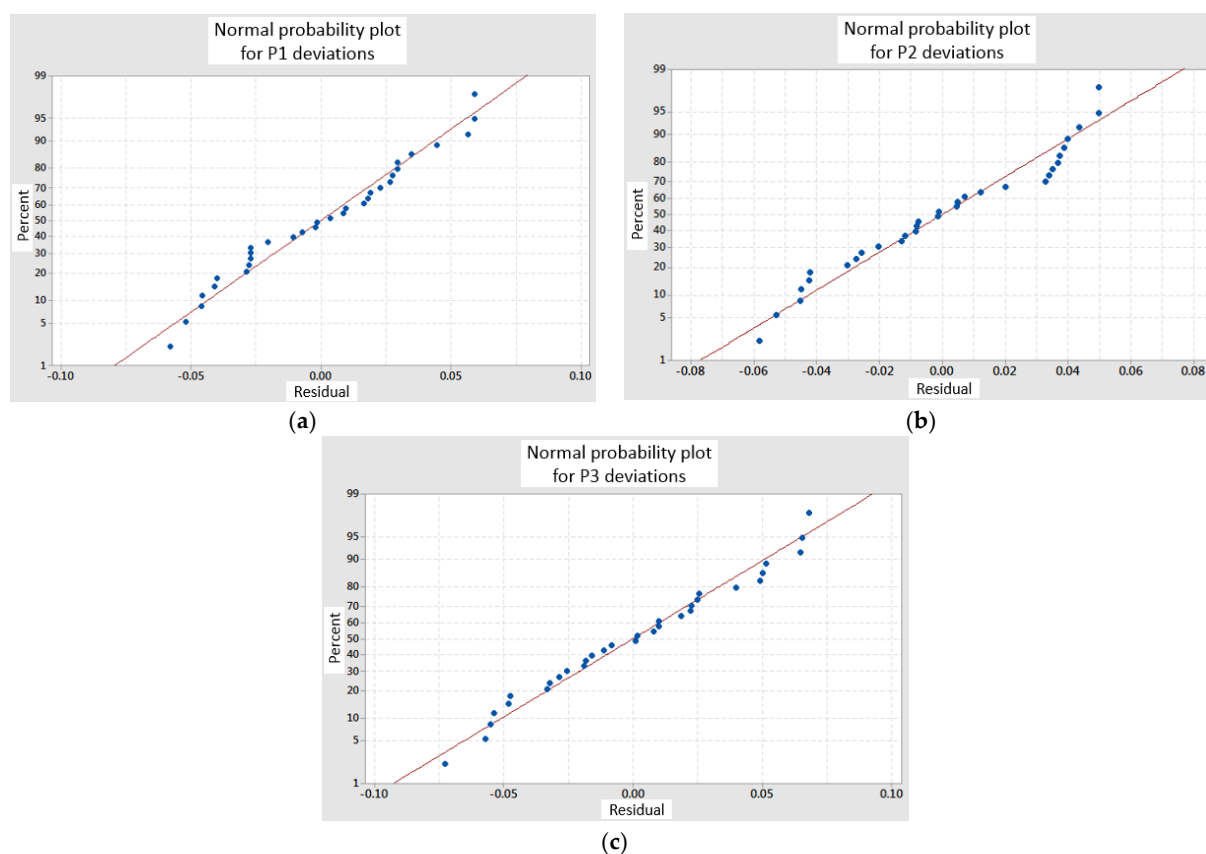 Normal probability plot
for P1 deviations
Percent
99
95
90
80
70
60
50
40
30
20
10
5
1
-0.10 -0.05 0.00 0.05 0.10
Residual
(a)
Normal probability plot
for P2 deviations
Percent
99
95
90
80
70
60
50
40
30
20
10
5
1
-0.08 -0.06 -0.04 -0.02 0.00 0.02 0.04 0.06 0.08
Residual
(b)
Normal probability plot
for P3 deviations
Percent
99
95
90
80
70
60
50
40
30
20
10
5
1
-0.10 -0.05 0.00 0.05 0.10
Residual
(c)